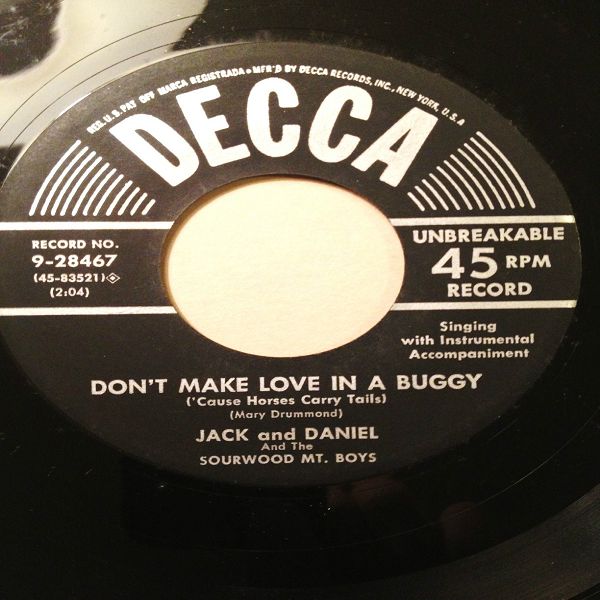 REG. U.S. PAT OFF MARCA REGISTRADA • MFR'D BY DECCA RECORDS, INC., NEW YORK, U.S.A
DECCA
RECORD NO.
9-28467
(45-83521)
(2:04)
UNBREAKABLE
45 RPM
RECORD
Singing
with Instrumental
Accompaniment
DON'T MAKE LOVE IN A BUGGY
('Cause Horses Carry Tails)
(Mary Drummond)
JACK and DANIEL
And The
SOURWOOD MT. BOYS